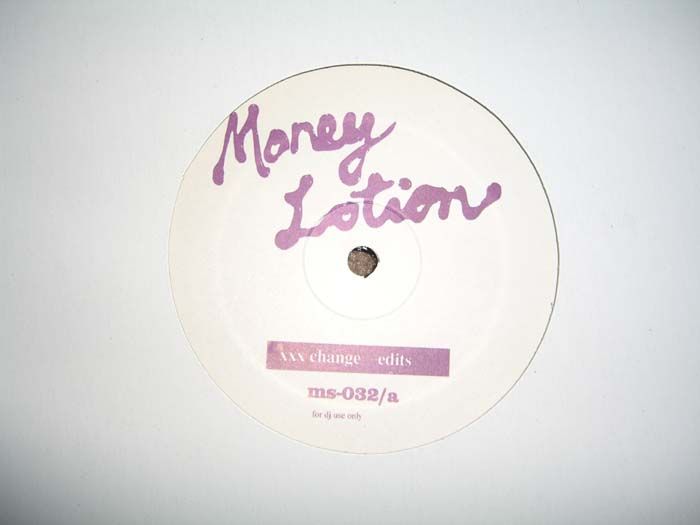 Money
Lotion
xxx change edits
ms-032/a
for dj use only